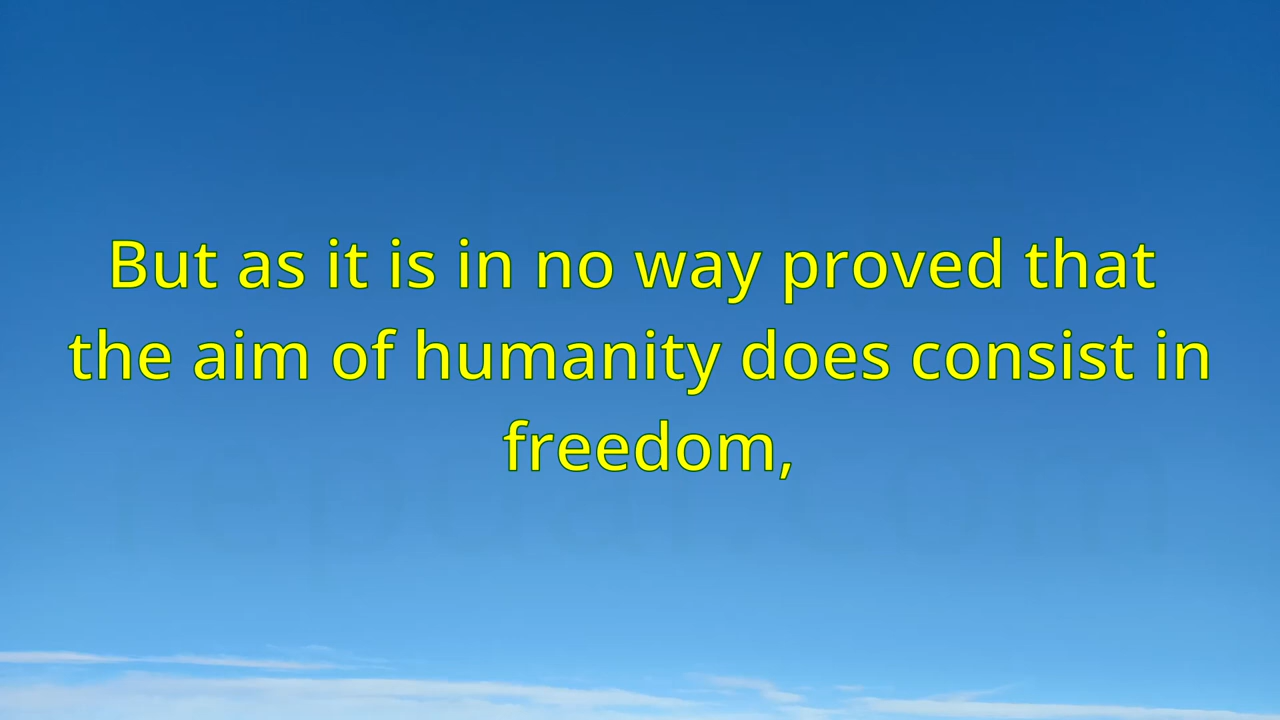 But as it is in no way proved that
the aim of humanity does consist in
freedom,